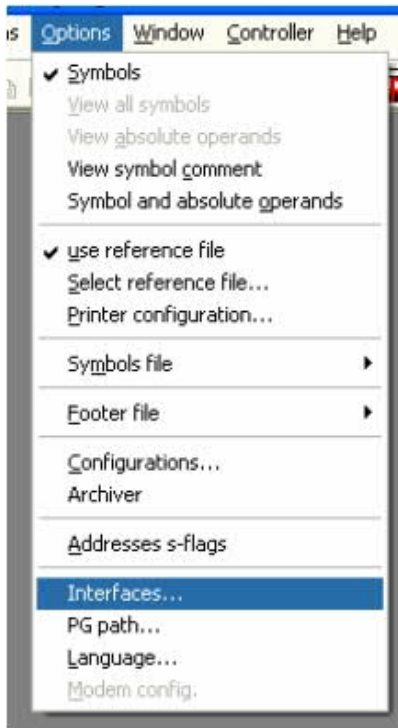 Options Window Controller Help
Symbols
View all symbols
View absolute operands
View symbol comment
Symbol and absolute operands
use reference file
Select reference file...
Printer configuration...
Symbols file
Footer file
Configurations...
Archiver
Addresses s-flags
Interfaces...
PG path...
Language...
Modem config.